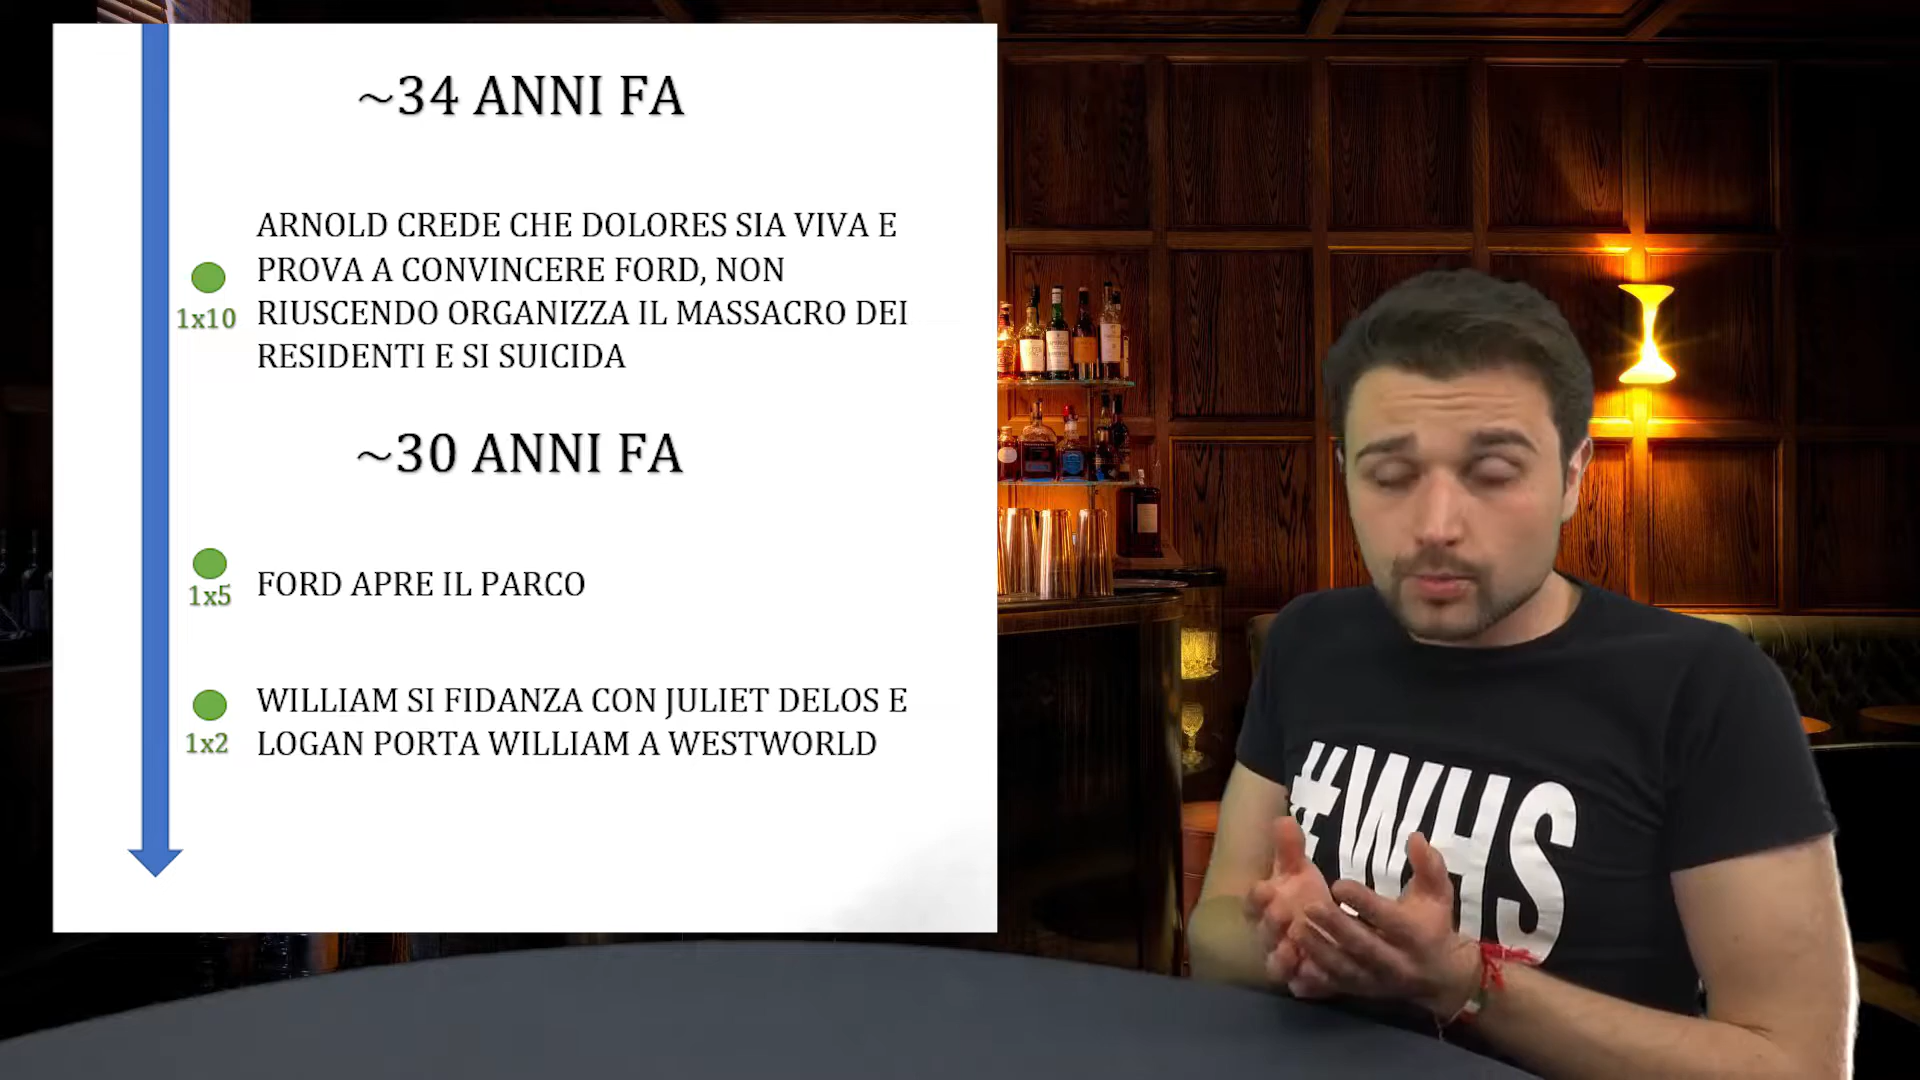 ~34 ANNI FA
ARNOLD CREDE CHE DOLORES SIA VIVA E
PROVA A CONVINCERE FORD, NON
RIUSCENDO ORGANIZZA IL MASSACRO DEI
RESIDENTI E SI SUICIDA
1x10
~30 ANNI FA
FORD APRE IL PARCO
1x5
WILLIAM SI FIDANZA CON JULIET DELOS E
LOGAN PORTA WILLIAM A WESTWORLD
1x2
#WHS